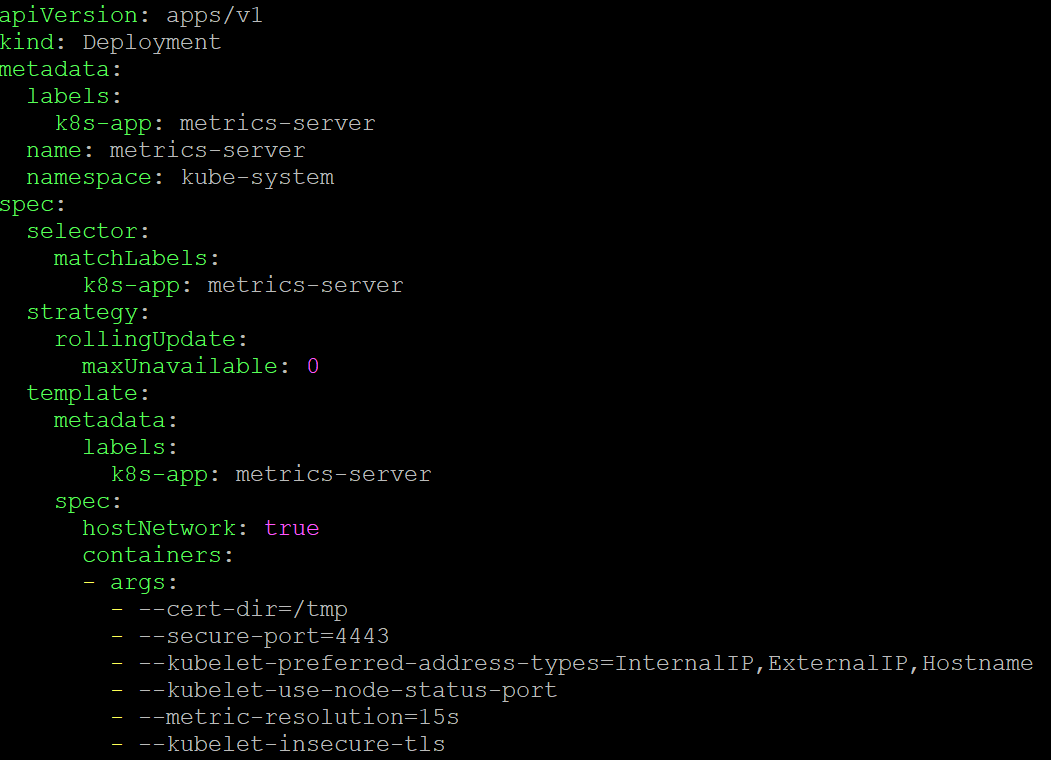 apiVersion: apps/v1
kind: Deployment
metadata:
  labels:
    k8s-app: metrics-server
  name: metrics-server
  namespace: kube-system
spec:
  selector:
    matchLabels:
      k8s-app: metrics-server
  strategy:
    rollingUpdate:
      maxUnavailable: 0
  template:
    metadata:
      labels:
        k8s-app: metrics-server
    spec:
      hostNetwork: true
      containers:
      - args:
        - --cert-dir=/tmp
        - --secure-port=4443
        - --kubelet-preferred-address-types=InternalIP,ExternalIP,Hostname
        - --kubelet-use-node-status-port
        - --metric-resolution=15s
        - --kubelet-insecure-tls